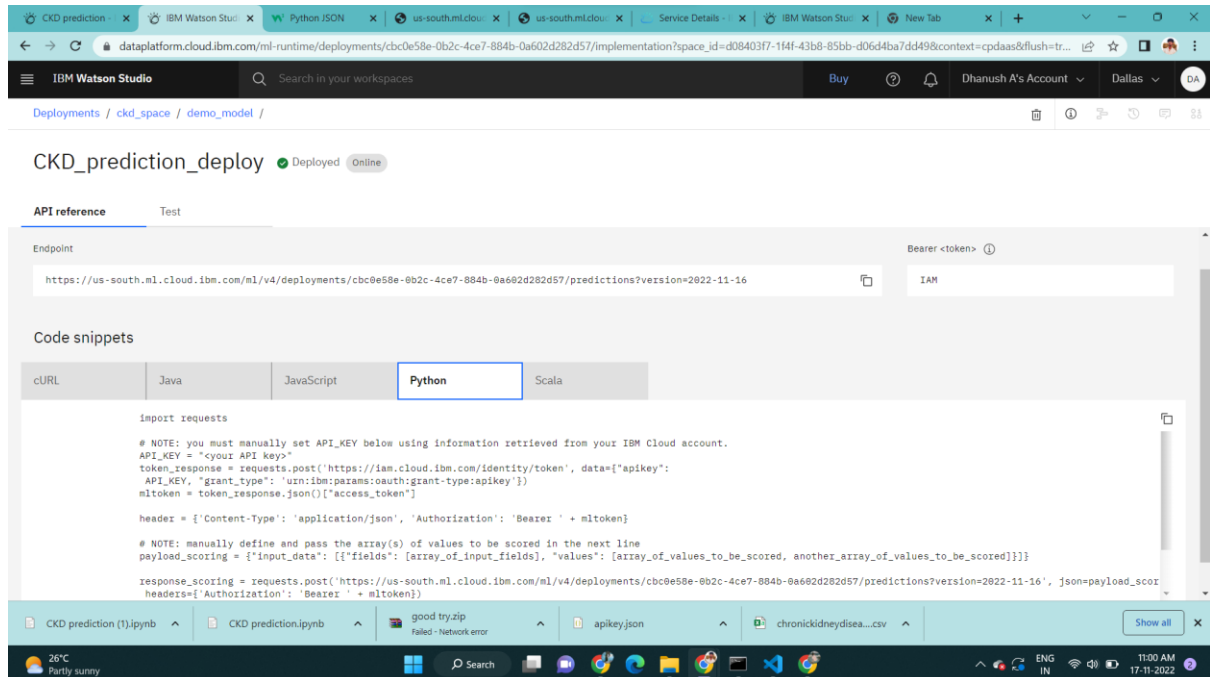 CKD prediction - I
IBM Watson Studi
Python JSON
us-south.ml.clou
us-south.ml.clou
Service Details - I
IBM Watson Stu
New Tab
dataplatform.cloud.ibm.com/ml-runtime/deployments/cbc0e58e-0b2c-4ce7-884b-0a602d282d57/implementation?space_id=d08403f7-1f4f-43b8-85bb-d06d4ba7dd49&context=cpdaas&flush=tr...
IBM Watson Studio
Search in your workspaces
Buy
Dhanush A's Account
Dallas
DA
Deployments / ckd_space / demo_model /
CKD_prediction_deploy
Deployed
Online
API reference
Test
Endpoint
Bearer <token>
https://us-south.ml.cloud.ibm.com/ml/v4/deployments/cbc0e58e-0b2c-4ce7-884b-0a602d282d57/predictions?version=2022-11-16
IAM
Code snippets
cURL
Java
JavaScript
Python
Scala
import requests
# NOTE: you must manually set API_KEY below using information retrieved from your IBM Cloud account.
API_KEY = "<your API key>"
token_response = requests.post('https://iam.cloud.ibm.com/identity/token', data={"apikey":
API_KEY, "grant_type": 'urn:ibm:params:oauth:grant-type:apikey'})
mltoken = token_response.json()["access_token"]
header = {'Content-Type': 'application/json', 'Authorization': 'Bearer ' + mltoken}
# NOTE: manually define and pass the array(s) of values to be scored in the next line
payload_scoring = {"input_data": [{"fields": [array_of_input_fields], "values": [array_of_values_to_be_scored, another_array_of_values_to_be_scored]}]}
response_scoring = requests.post('https://us-south.ml.cloud.ibm.com/ml/v4/deployments/cbc0e58e-0b2c-4ce7-884b-0a602d282d57/predictions?version=2022-11-16', json=payload_scor
headers={'Authorization': 'Bearer ' + mltoken})
CKD prediction (1).ipynb
CKD prediction.ipynb
good try.zip
Failed - Network error
apikey.json
chronickidneydisea....csv
Show all
26°C
Partly sunny
Search
ENG
IN
11:00 AM
17-11-2022
2